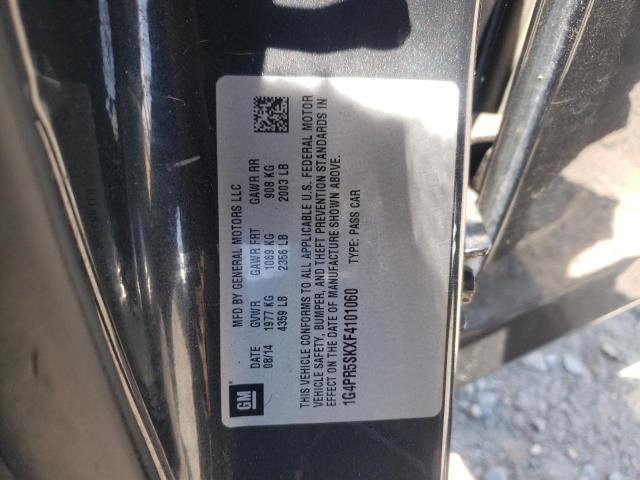 MFD BY GENERAL MOTORS LLC
DATE GVWR GAWR FRT GAWR RR
08/14 1977 KG 1069 KG 908 KG
4359 LB 2356 LB 2003 LB
THIS VEHICLE CONFORMS TO ALL APPLICABLE U.S. FEDERAL MOTOR
VEHICLE SAFETY, BUMPER, AND THEFT PREVENTION STANDARDS IN
EFFECT ON THE DATE OF MANUFACTURE SHOWN ABOVE.
1G4PR5SKXF4101060 TYPE: PASS CAR
GM®